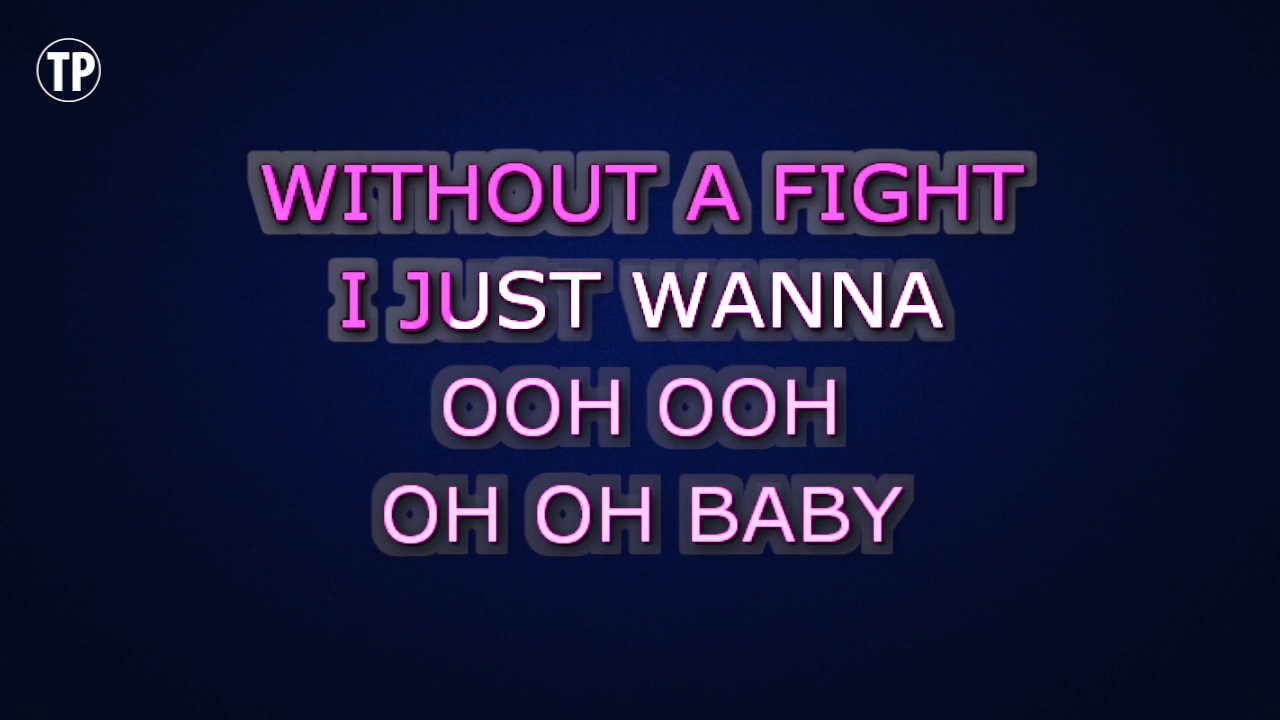 TP
WITHOUT A FIGHT
I JUST WANNA
OOH OOH
OH OH BABY